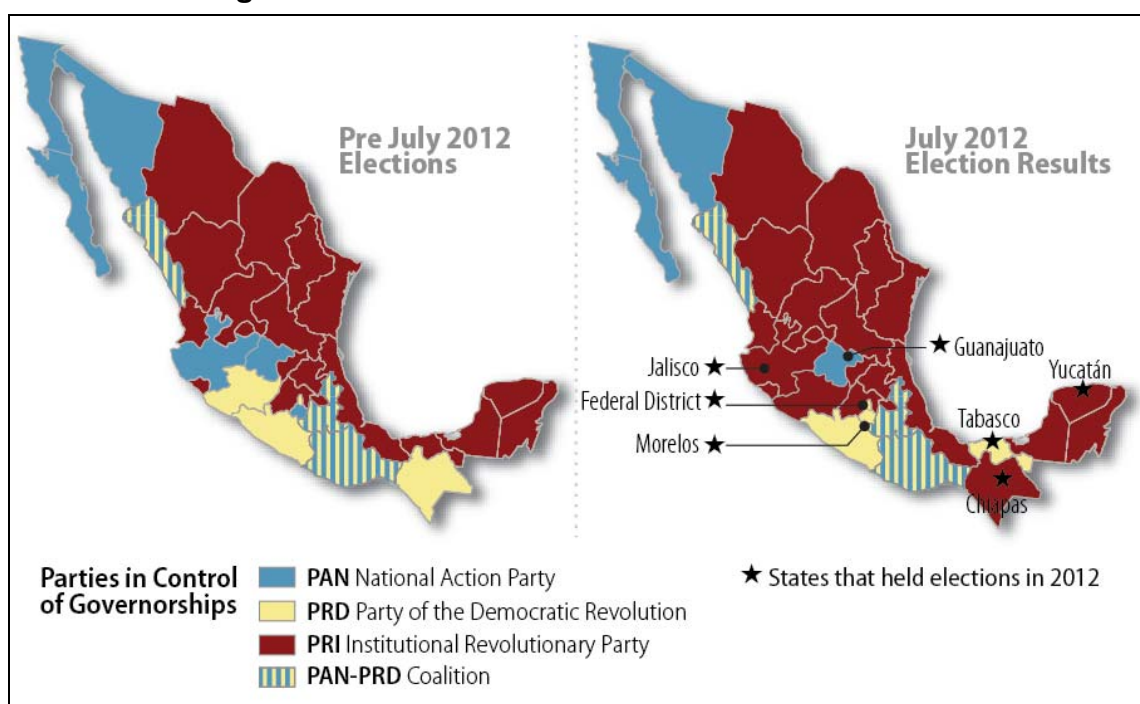 Pre July 2012
Elections
July 2012
Election Results
Jalisco ★
★ Guanajuato
Yucatán
★
Federal District ★
Tabasco
★
Morelos ★
★
Chiapas
Parties in Control
of Governorships
PAN National Action Party
PRD Party of the Democratic Revolution
PRI Institutional Revolutionary Party
PAN-PRD Coalition
★ States that held elections in 2012